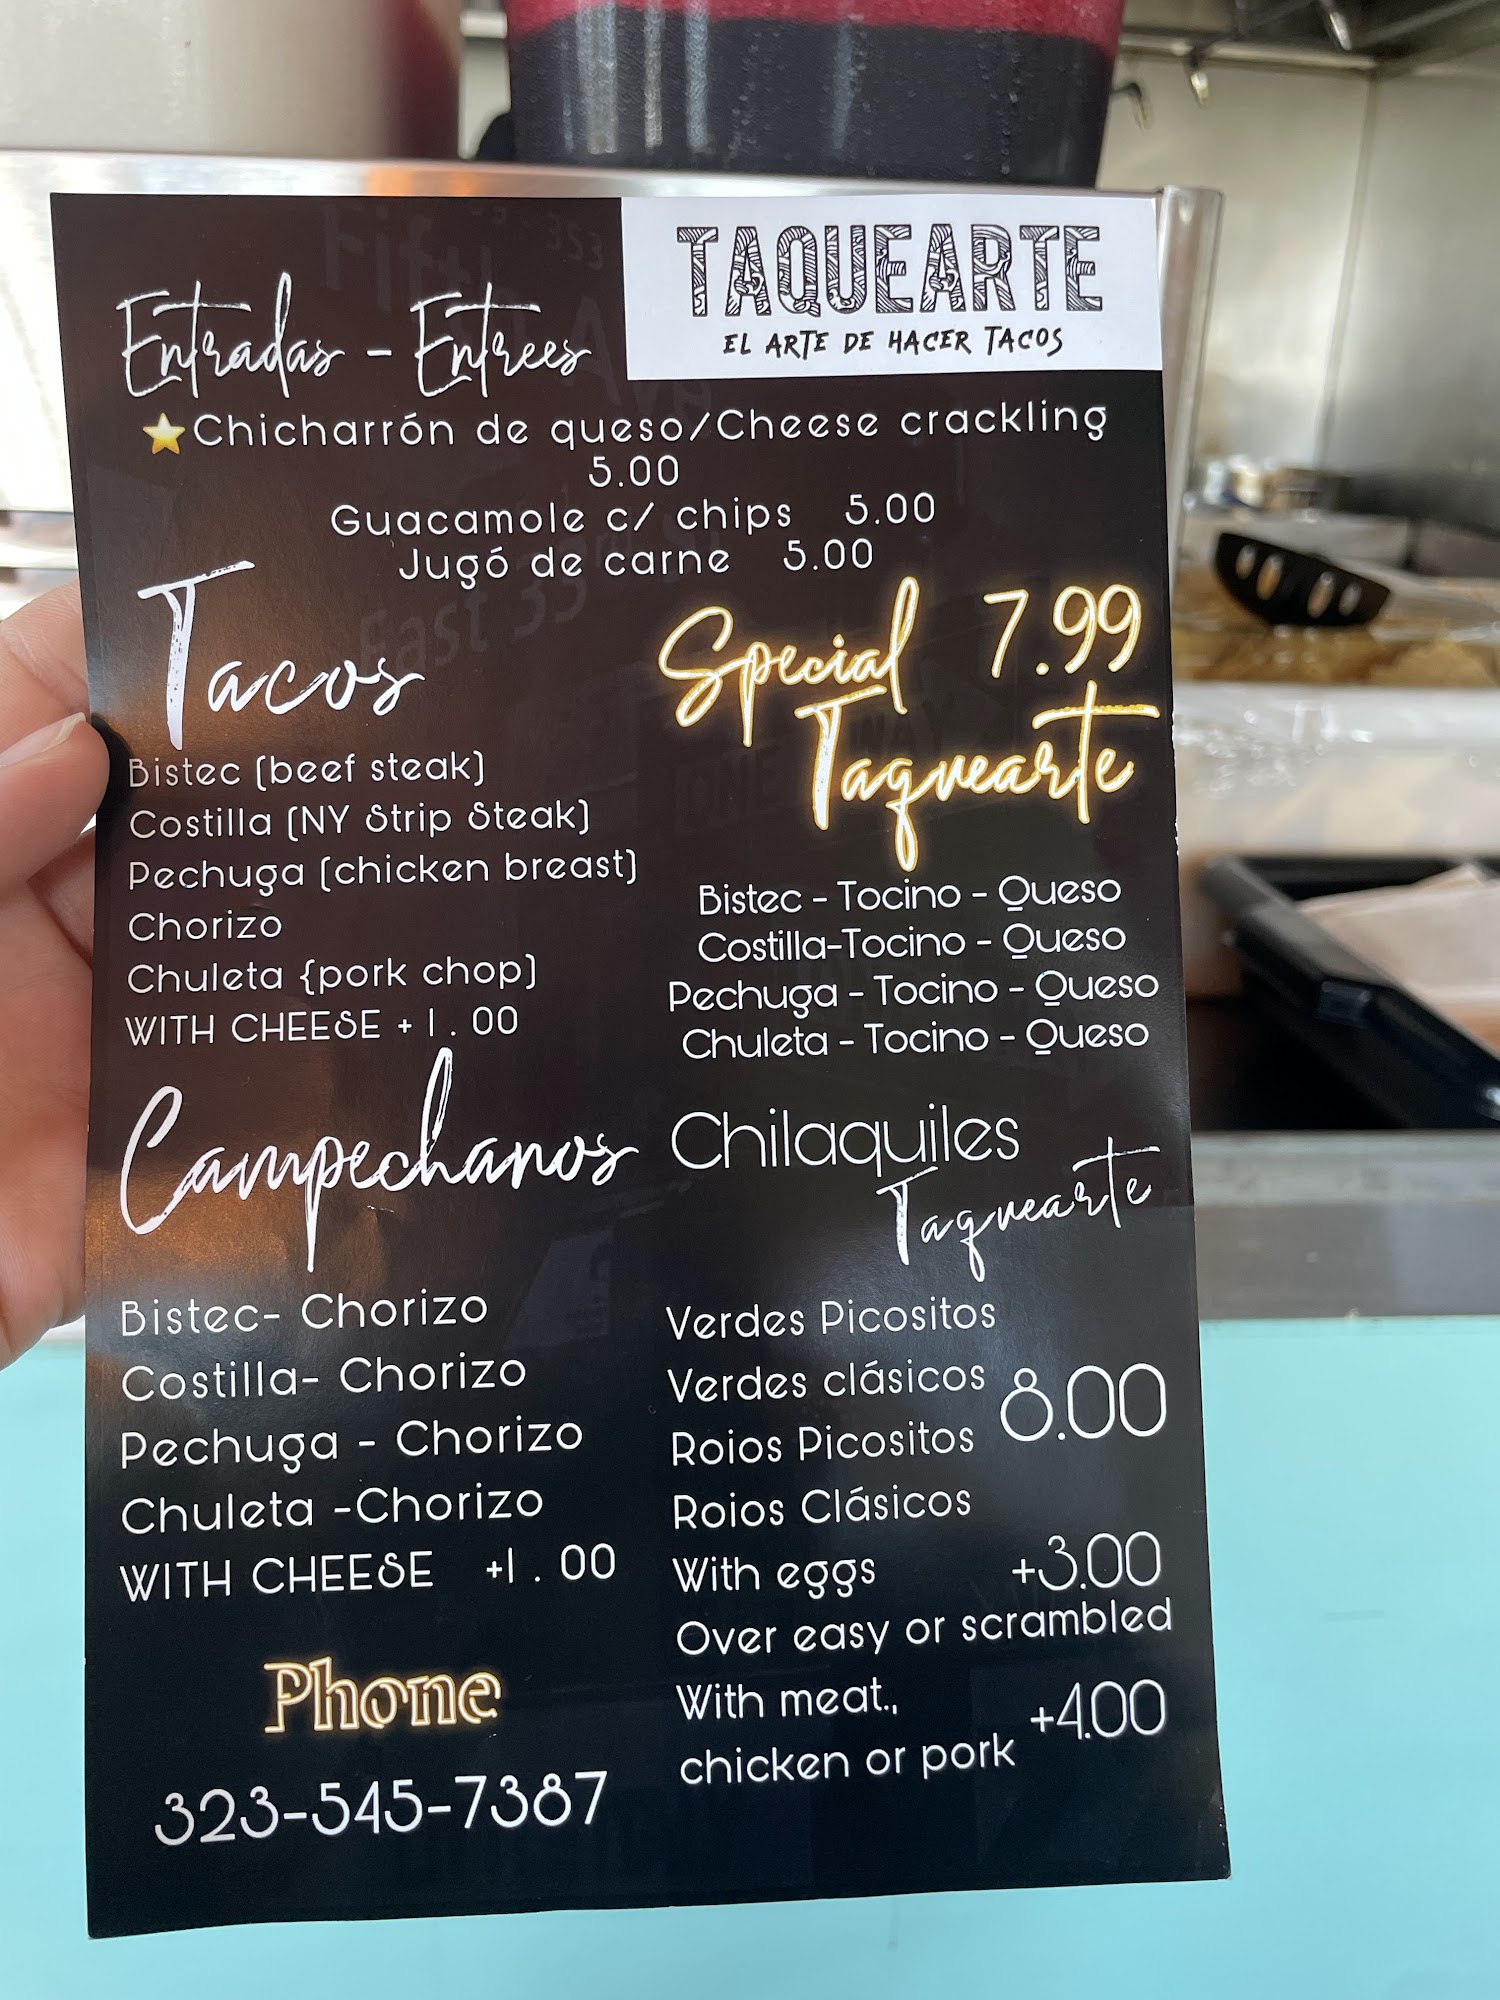 TAQUEARTE
EL ARTE DE HACER TACOS
Entradas - Entrees
⭐Chicharrón de queso/Cheese crackling
5.00
Guacamole c/ chips 5.00
Jugó de carne 5.00
Tacos
Bistec (beef steak)
Costilla (NY Strip Steak)
Pechuga (chicken breast)
Chorizo
Chuleta {pork chop)
WITH CHEESE +1.00
Special 7.99
Taquearte
Bistec - Tocino - Queso
Costilla-Tocino - Queso
Pechuga - Tocino - Queso
Chuleta - Tocino - Queso
Campechanos
Bistec- Chorizo
Costilla- Chorizo
Pechuga - Chorizo
Chuleta -Chorizo
WITH CHEESE +1.00
Chilaquiles
Taquearte
Verdes Picositos
Verdes clásicos
8.00
Roios Picositos
Roios Clásicos
With eggs +3.00
Over easy or scrambled
With meat.,
chicken or pork +4.00
Phone
323-545-7387